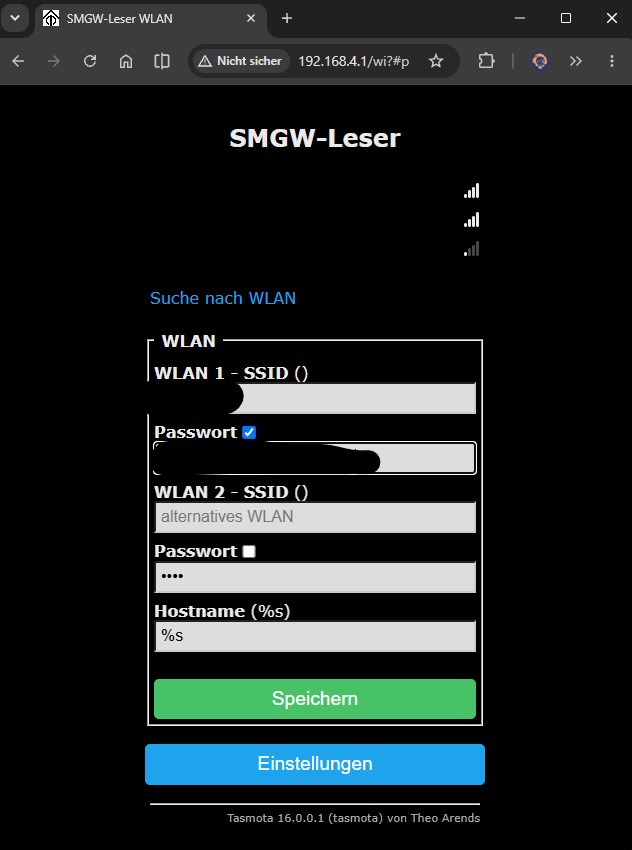 SMGW-Leser WLAN
Nicht sicher 192.168.4.1/wi?#p
SMGW-Leser
Suche nach WLAN
WLAN
WLAN 1 - SSID ()
Passwort
WLAN 2 - SSID ()
alternatives WLAN
Passwort
••••
Hostname (%s)
%s
Speichern
Einstellungen
Tasmota 16.0.0.1 (tasmota) von Theo Arends